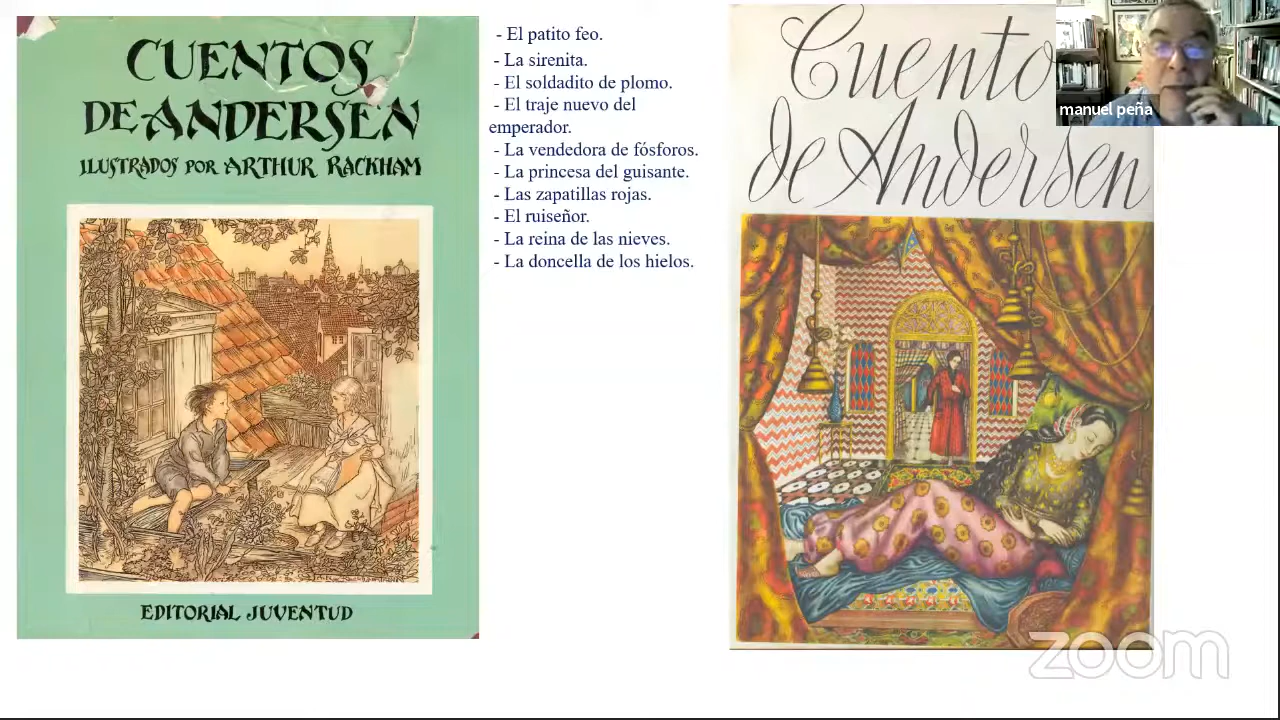 CUENTOS
DE ANDERSEN
ILUSTRADOS POR ARTHUR RACKHAM
EDITORIAL JUVENTUD
- El patito feo.
- La sirenita.
- El soldadito de plomo.
- El traje nuevo del
emperador.
- La vendedora de fósforos.
- La princesa del guisante.
- Las zapatillas rojas.
- El ruiseñor.
- La reina de las nieves.
- La doncella de los hielos.
Cuento
de Andersen
manuel peña
zoom